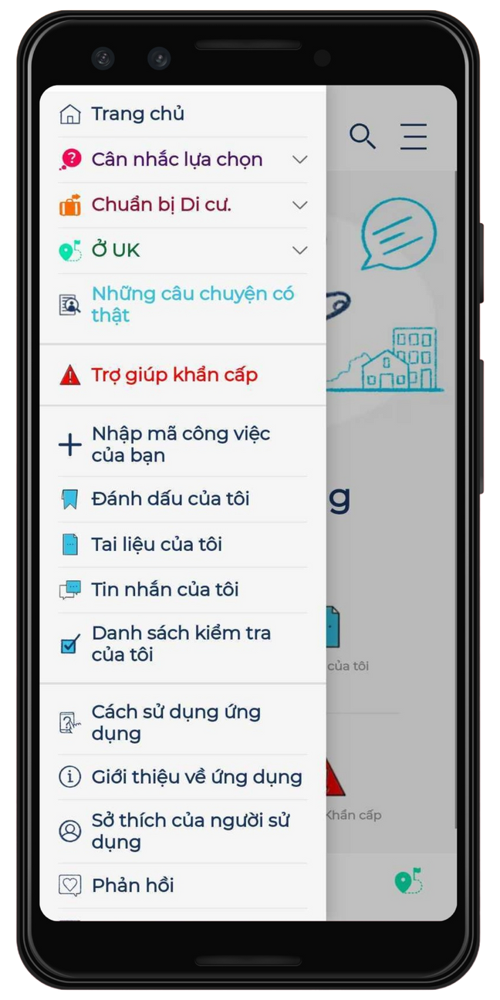 Trang chủ
Cân nhắc lựa chọn
Chuẩn bị Di cư.
Ở UK
Những câu chuyện có
thật
Trợ giúp khẩn cấp
Nhập mã công việc
của bạn
Đánh dấu của tôi
Tai liệu của tôi
Tin nhắn của tôi
Danh sách kiểm tra
của tôi
Cách sử dụng ứng
dụng
Giới thiệu về ứng dụng
Sở thích của người sử
dụng
Phản hồi
g
của tôi
Khẩn cấp